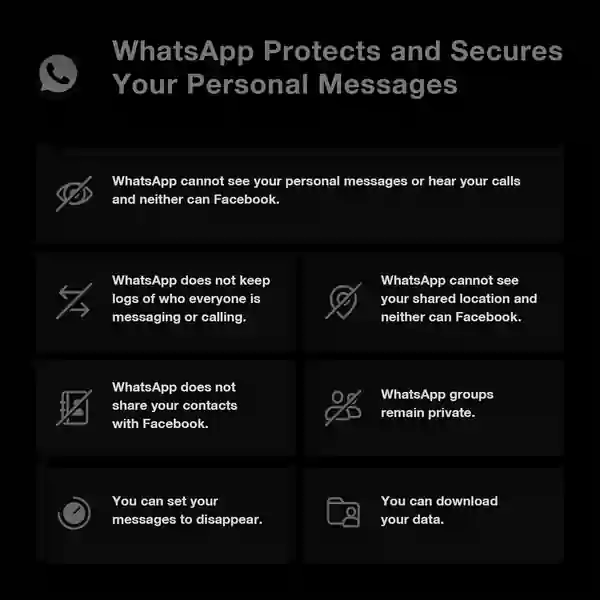 WhatsApp Protects and Secures
Your Personal Messages
WhatsApp cannot see your personal messages or hear your calls
and neither can Facebook.
WhatsApp does not keep
logs of who everyone is
messaging or calling.
WhatsApp cannot see
your shared location and
neither can Facebook.
WhatsApp does not
share your contacts
with Facebook.
WhatsApp groups
remain private.
You can set your
messages to disappear.
You can download
your data.